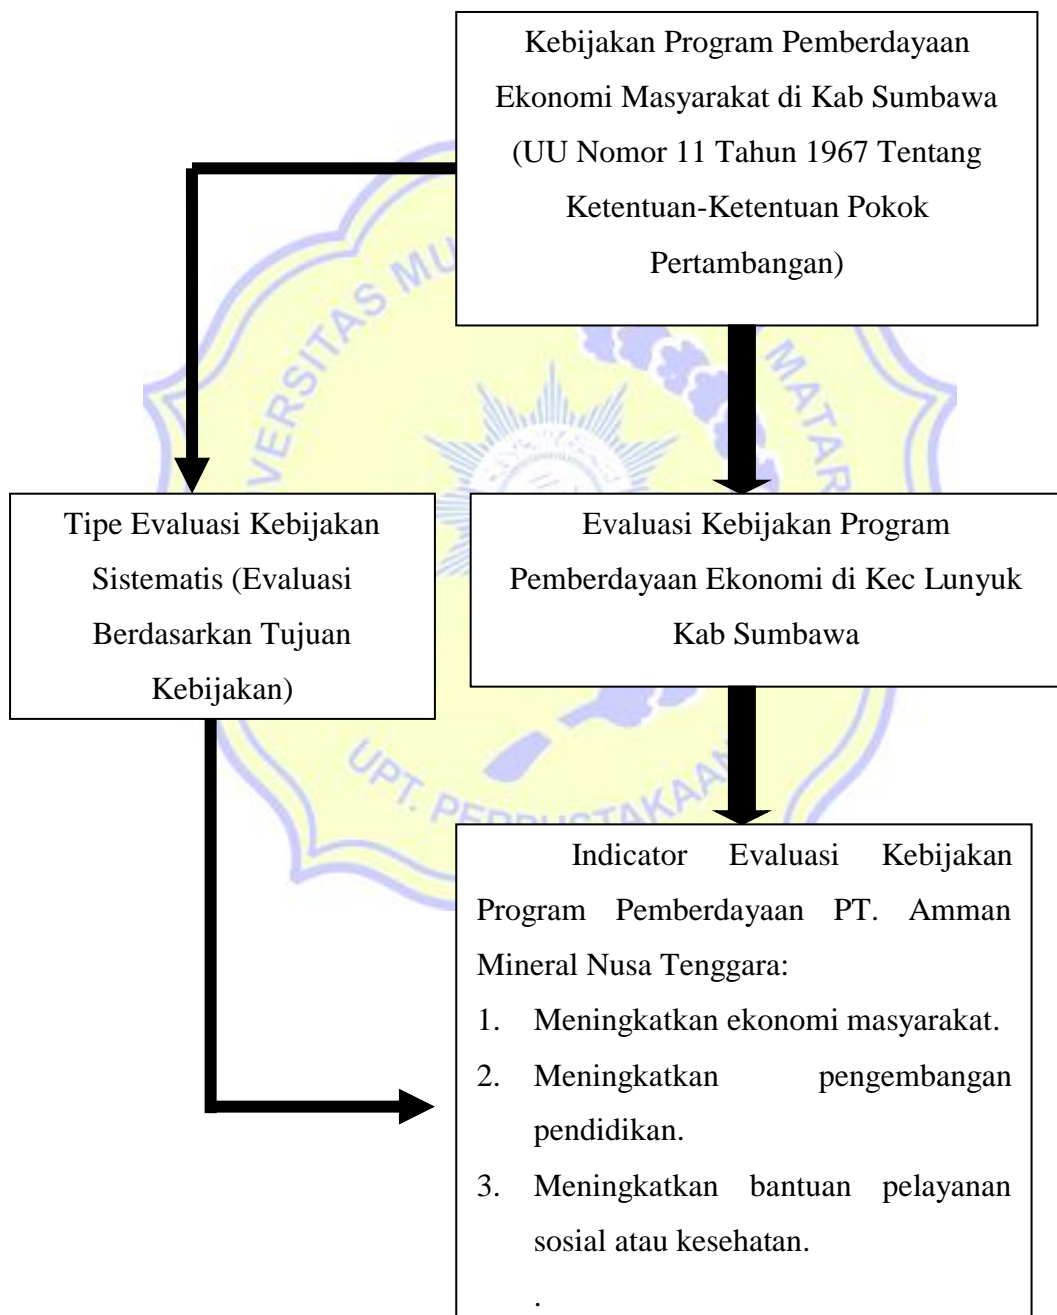 Kebijakan Program Pemberdayaan
Ekonomi Masyarakat di Kab Sumbawa
(UU Nomor 11 Tahun 1967 Tentang
Ketentuan-Ketentuan Pokok
Pertambangan)
Tipe Evaluasi Kebijakan
Sistematis (Evaluasi
Berdasarkan Tujuan
Kebijakan)
Evaluasi Kebijakan Program
Pemberdayaan Ekonomi di Kec Lunyuk
Kab Sumbawa
Indicator Evaluasi Kebijakan
Program Pemberdayaan PT. Amman
Mineral Nusa Tenggara:
1. Meningkatkan ekonomi masyarakat.
2. Meningkatkan pengembangan
pendidikan.
3. Meningkatkan bantuan pelayanan
sosial atau kesehatan.
.
UPT. PERPUSTAKAAN